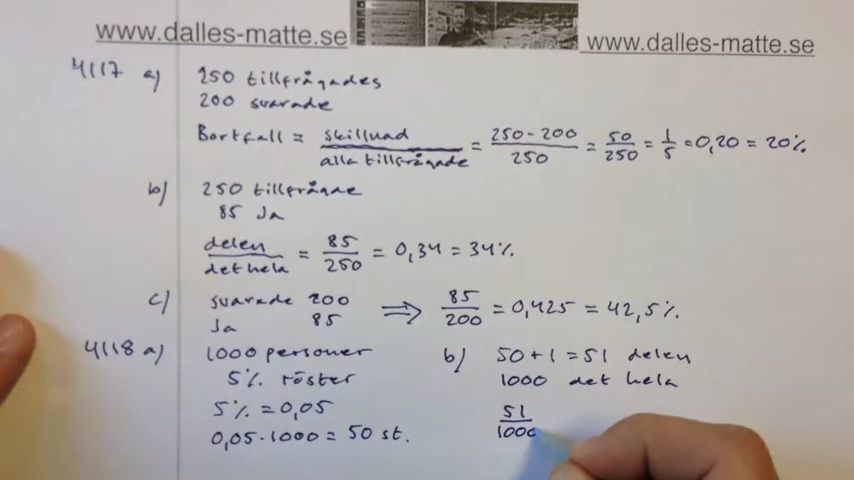 www.dalles-matte.se www.dalles-matte.se
4117 a) 250 tillfrågades
200 svarade
Bortfall = skillnad / alla tillfrågade = 250-200 / 250 = 50/250 = 1/5 = 0,20 = 20%
b) 250 tillfrågade
85 Ja
delen / det hela = 85/250 = 0,34 = 34%.
c) svarade 200
Ja 85 ⟹ 85/200 = 0,425 = 42,5%.
4118 a) 1000 personer
5% röster
5% = 0,05
0,05·1000 = 50 st.
b) 50+1 = 51 delen
1000 det hela
51/1000